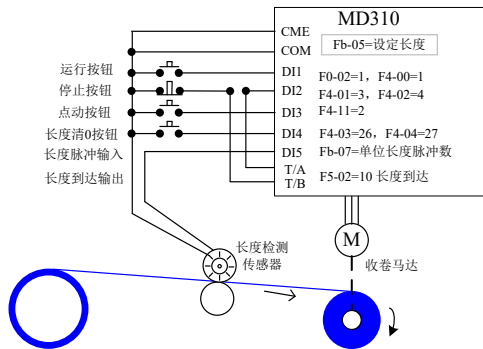 MD310
CME
COM
Fb-05=设定长度
运行按钮
DI1
F0-02=1, F4-00=1
停止按钮
DI2
F4-01=3, F4-02=4
点动按钮
DI3
F4-11=2
长度清0按钮
DI4
F4-03=26, F4-04=27
长度脉冲输入
DI5
Fb-07=单位长度脉冲数
长度到达输出
T/A
T/B
F5-02=10 长度到达
M
长度检测
传感器
收卷马达